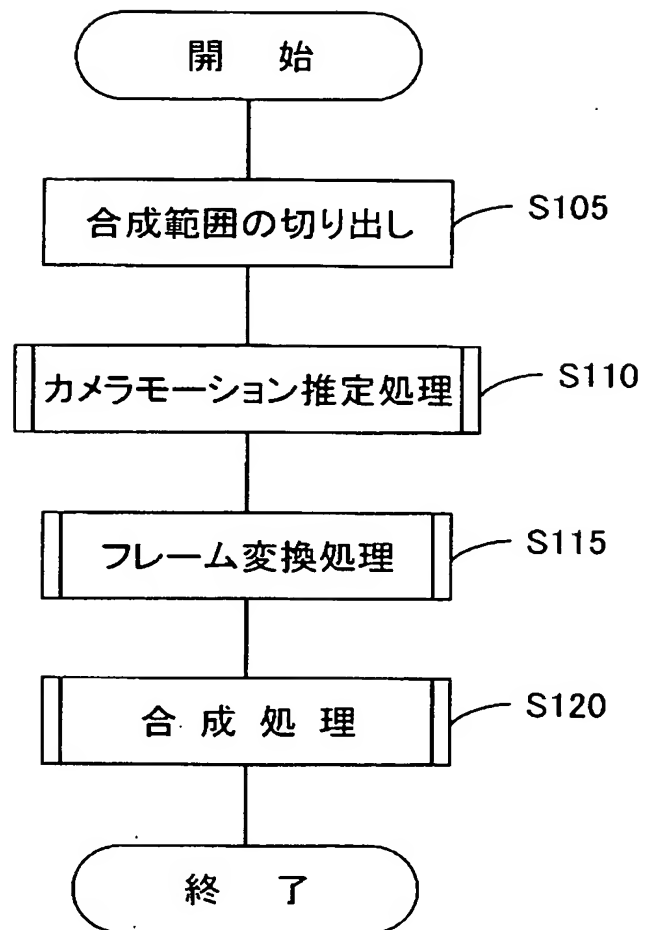 開 始
合成範囲の切り出し S105
カメラモーション推定処理 S110
フレーム変換処理 S115
合成処理 S120
終 了